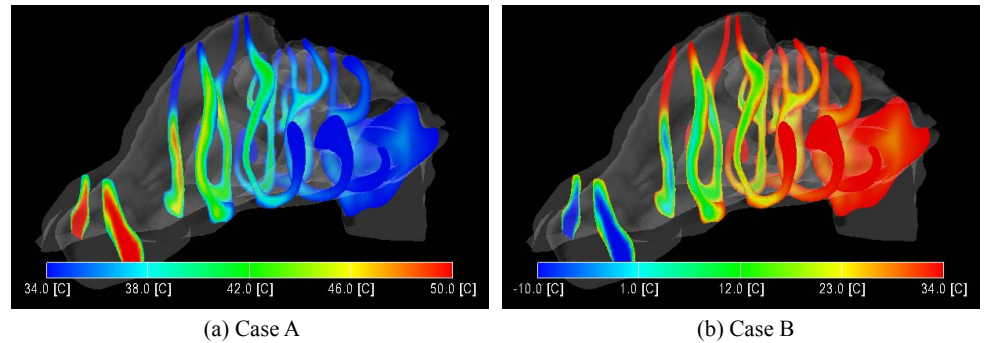 34.0 [C] 38.0 [C] 42.0 [C] 46.0 [C] 50.0 [C]
(a) Case A
-10.0 [C] 1.0 [C] 12.0 [C] 23.0 [C] 34.0 [C]
(b) Case B